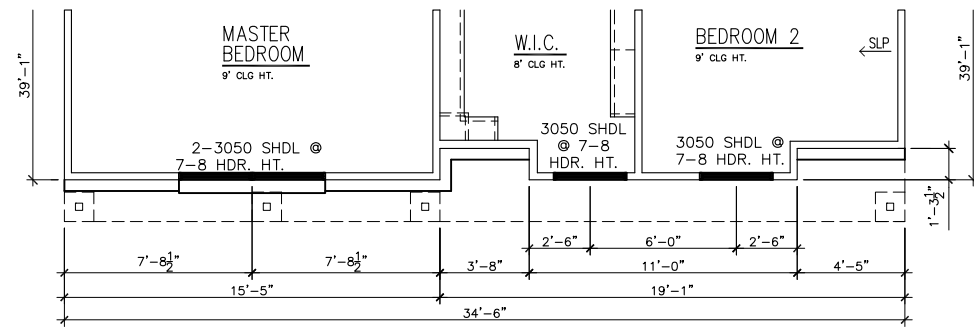 MASTER
BEDROOM
9' CLG HT.
W.I.C.
8' CLG HT.
BEDROOM 2
9' CLG HT.
SLP
39'-1"
39'-1"
2-3050 SHDL @
7-8 HDR. HT.
3050 SHDL
@ 7-8
HDR. HT.
3050 SHDL @
7-8 HDR. HT.
1'-3½"
2'-6" 6'-0" 2'-6"
7'-8½" 7'-8½" 3'-8" 11'-0" 4'-5"
15'-5" 19'-1"
34'-6"